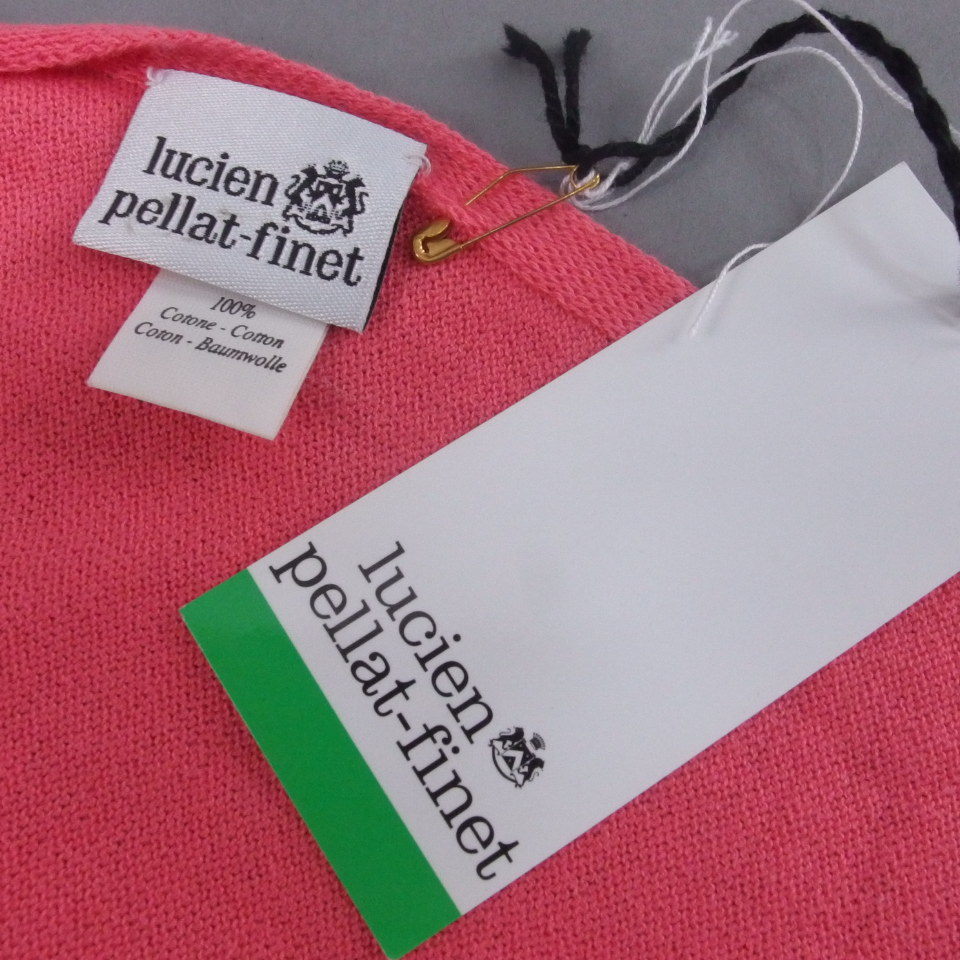 lucien
pellat-finet
100%
Cotone - Cotton
Coton - Baumwolle
lucien
pellat-finet